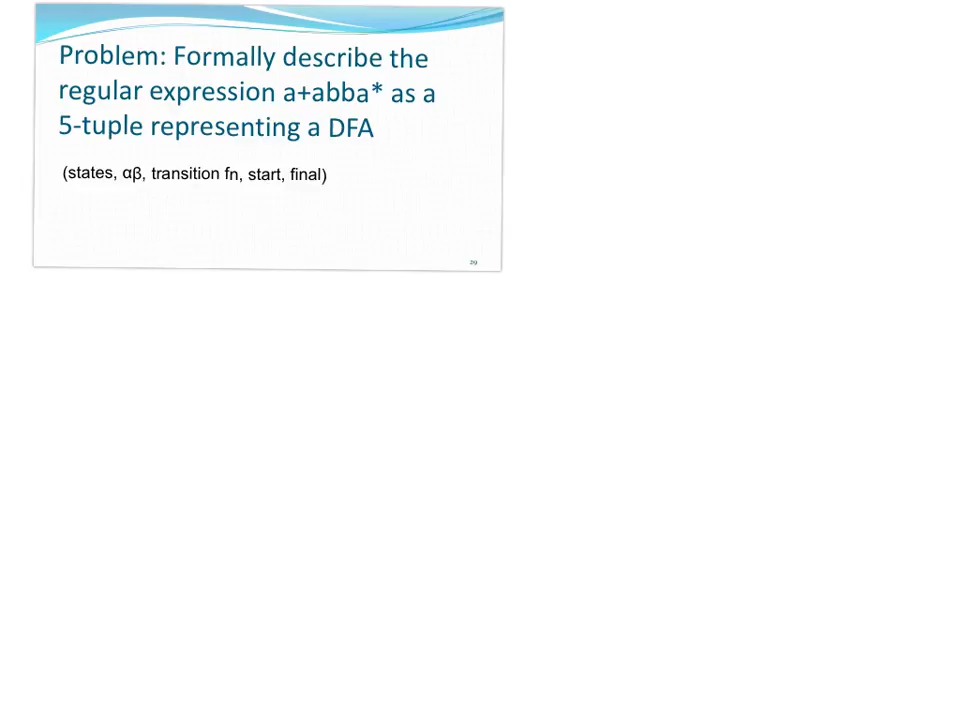 Problem: Formally describe the
regular expression a+abba* as a
5-tuple representing a DFA
(states, αβ, transition fn, start, final)
29